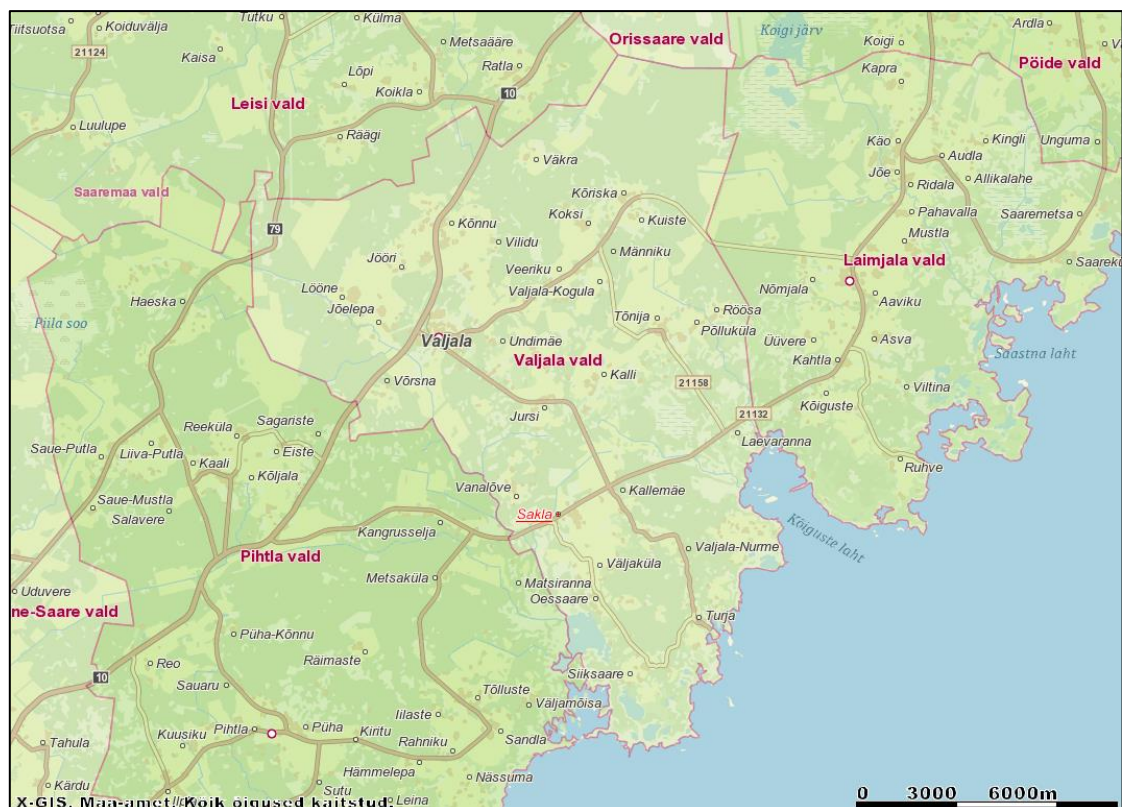 Tiitsuotsa
Koiduvälja
Tutku
Külma
Metsaääre
Ratla
Orissaare vald
Koigi järv
Koigi
Ardla
21124
Kaisa
Lõpi
Koikla
10
Kapra
Pöide vald
Leisi vald
Luulupe
Räägi
Väkra
Käo
Audla
Kingli
Unguma
Jõe
Allikalahe
Saaremaa vald
Ridala
Kõriska
Pahavalla
Saaremetsa
79
Kõnnu
Koksi
Kuiste
Mustla
Vilidu
Männiku
Laimjala vald
Jööri
Veeriku
Valjala-Kogula
Nõmjala
Lööne
Haeska
Jõelepa
Aaviku
Röösa
Piila soo
Tõnija
Põlluküla
Valjala
Undimäe
Üüvere
Asva
Saastna laht
Valjala vald
Kahtla
Kalli
Võrsna
21158
Viltina
Kõiguste
Jursi
21132
Sagariste
Reeküla
Laevaranna
Saue-Putla
Liiva-Putla
Eiste
Kaali
Ruhve
Kõljala
Vanalõve
Kallemäe
Saue-Mustla
Salavere
Sakla
Kangrusselja
Kõiguste laht
Pihtla vald
Valjala-Nurme
Väljaküla
Metsaküla
Matsiranna
Uduvere
Oessaare
ne-Saare vald
Turja
Püha-Kõnnu
Räimaste
Reo
Siiksaare
10
Sauaru
Tõlluste
Väljamõisa
Iilaste
Pihtla
Püha
Kiritu
Sandla
Tahula
Kuusiku
Rahniku
Hämmelepa
Nässuma
Kärdu
Sutu
Leina
0 3000 6000m
X-GIS. Maa-amet. Kõik õigused kaitstud.